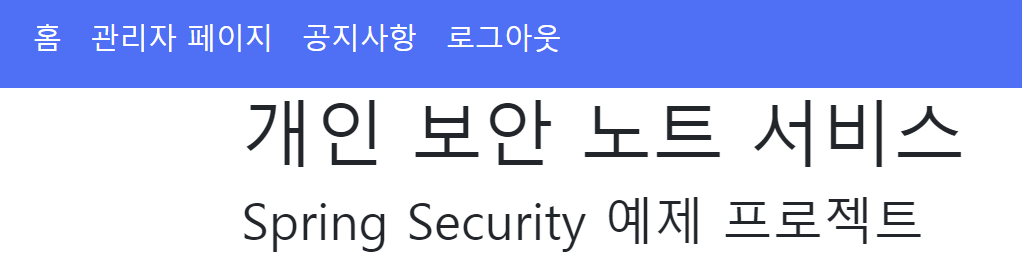 홈 관리자 페이지 공지사항 로그아웃
개인 보안 노트 서비스
Spring Security 예제 프로젝트